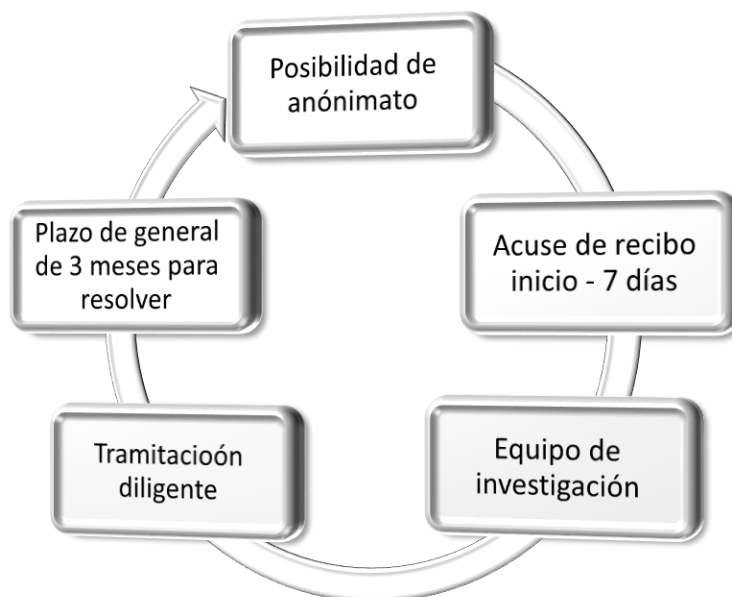 Posibilidad de
anónimato
Acuse de recibo
inicio - 7 días
Equipo de
investigación
Tramitacioón
diligente
Plazo de general
de 3 meses para
resolver